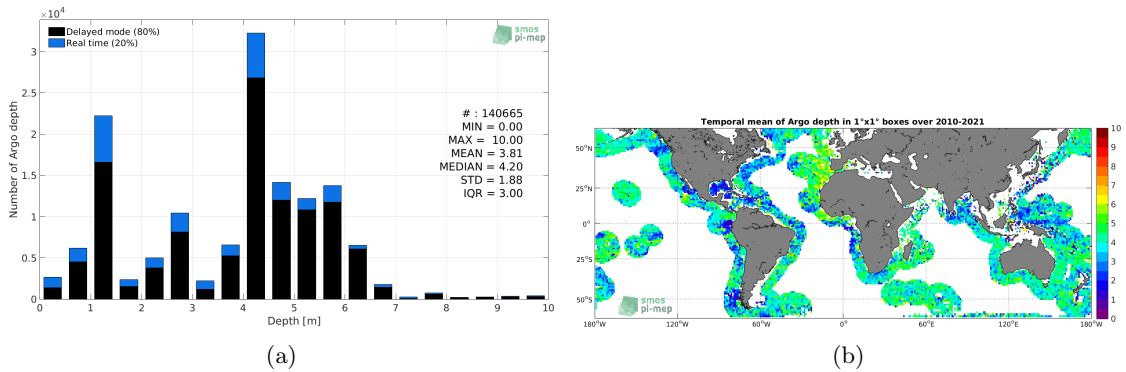 ×10⁴
Delayed mode (80%)
Real time (20%)
smos
pi-mep
# : 140665
MIN = 0.00
MAX = 10.00
MEAN = 3.81
MEDIAN = 4.20
STD = 1.88
IQR = 3.00
Number of Argo depth
3
2.5
2
1.5
1
0.5
0
0 1 2 3 4 5 6 7 8 9 10
Depth [m]
(a)
Temporal mean of Argo depth in 1°x1° boxes over 2010-2021
50°N
25°N
0°
25°S
50°S
180°W 120°W 60°W 0° 60°E 120°E 180°W
smos
pi-mep
10
9
8
7
6
5
4
3
2
1
0
(b)